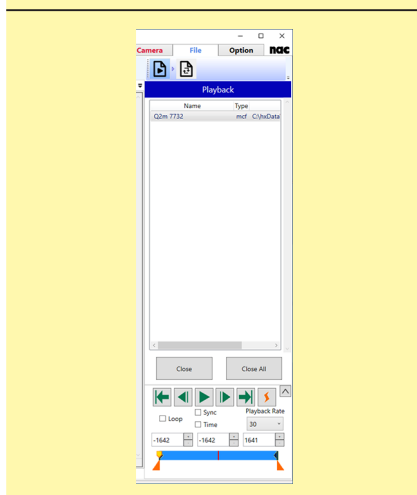 Camera File Option nac
Playback
Name Type
Q2m 7732 mcf C:\hxData
Close Close All
Sync Playback Rate
Loop
Time 30
-1642 -1642 1641